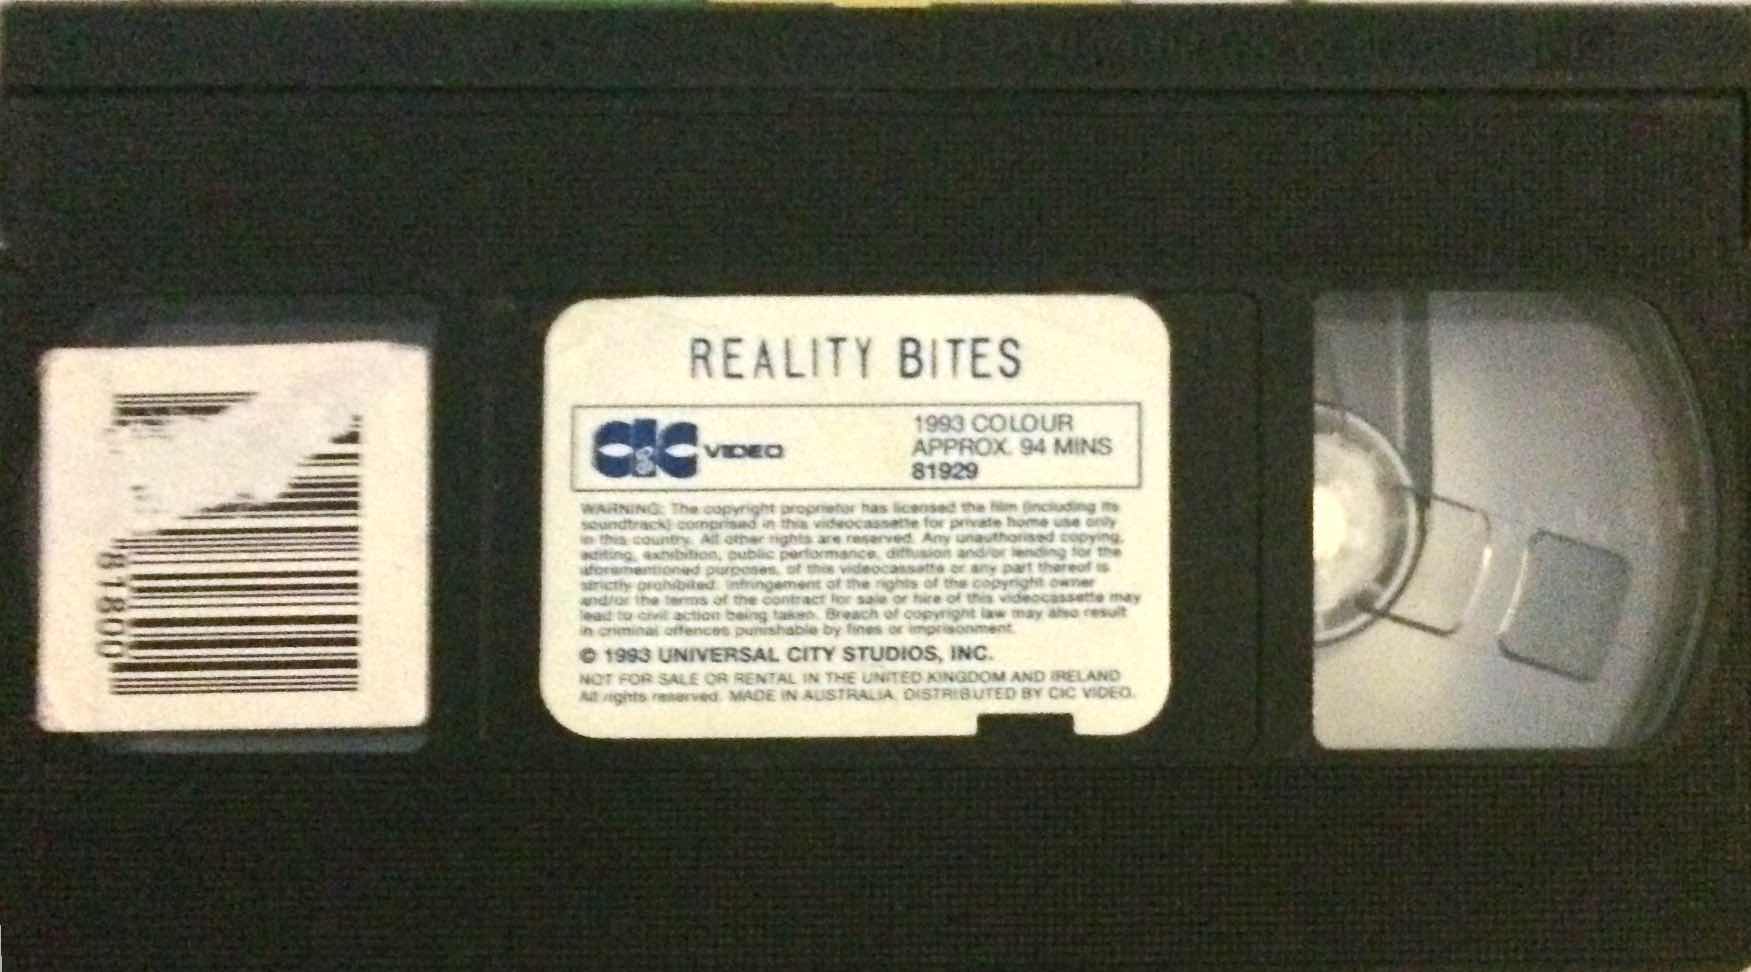 REALITY BITES
CIC VIDEO
1993 COLOUR
APPROX. 94 MINS
81929
WARNING: The copyright proprietor has licensed the film (including its
soundtrack) comprised in this videocassette for private home use only
in this country. All other rights are reserved. Any unauthorised copying,
editing, exhibition, public performance, diffusion and/or lending for the
aforementioned purposes, of this videocassette or any part thereof is
strictly prohibited. Infringement of the rights of the copyright owner
and/or the terms of the contract for sale or hire of this videocassette may
lead to civil action being taken. Breach of copyright law may also result
in criminal offences punishable by fines or imprisonment.
© 1993 UNIVERSAL CITY STUDIOS, INC.
NOT FOR SALE OR RENTAL IN THE UNITED KINGDOM AND IRELAND
All rights reserved. MADE IN AUSTRALIA. DISTRIBUTED BY CIC VIDEO.